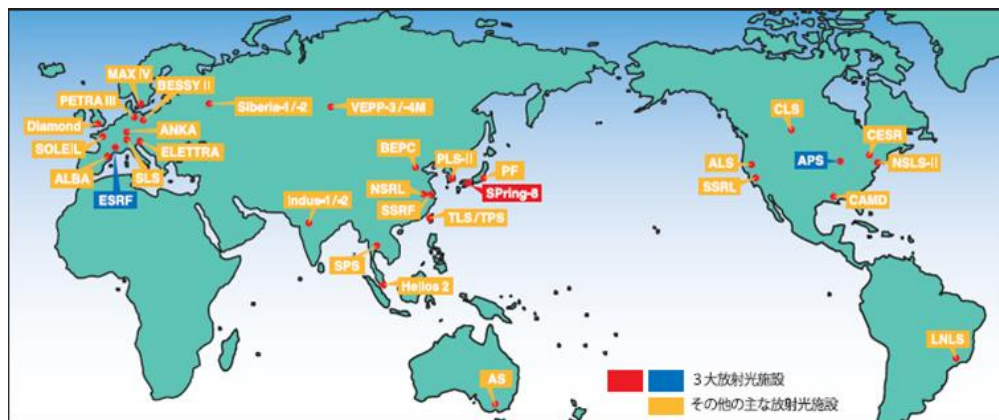 MAX IV
BESSY II
PETRA III
Siberia-1/-2
VEPP-3/-4M
Diamond
ANKA
SOLEIL
ELETTRA
ALBA
SLS
ESRF
BEPC
PLS-II
PF
NSRL
SPring-8
SSRF
Indus-1/-2
TLS/TPS
SPS
Helios 2
AS
CLS
CESR
ALS
APS
NSLS-II
SSRL
CAMD
LNLS
3大放射光施設
その他の主な放射光施設